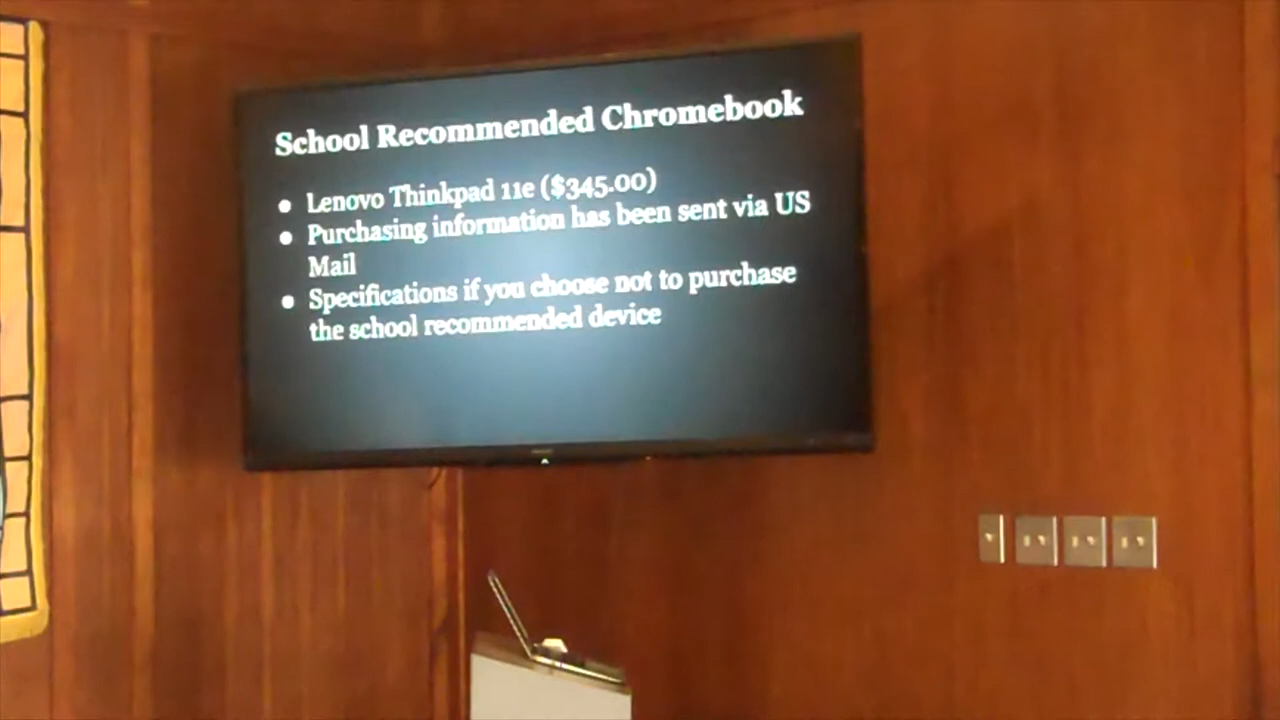 School Recommended Chromebook
● Lenovo Thinkpad 11e ($345.00)
● Purchasing information has been sent via US
Mail
● Specifications if you choose not to purchase
the school recommended device